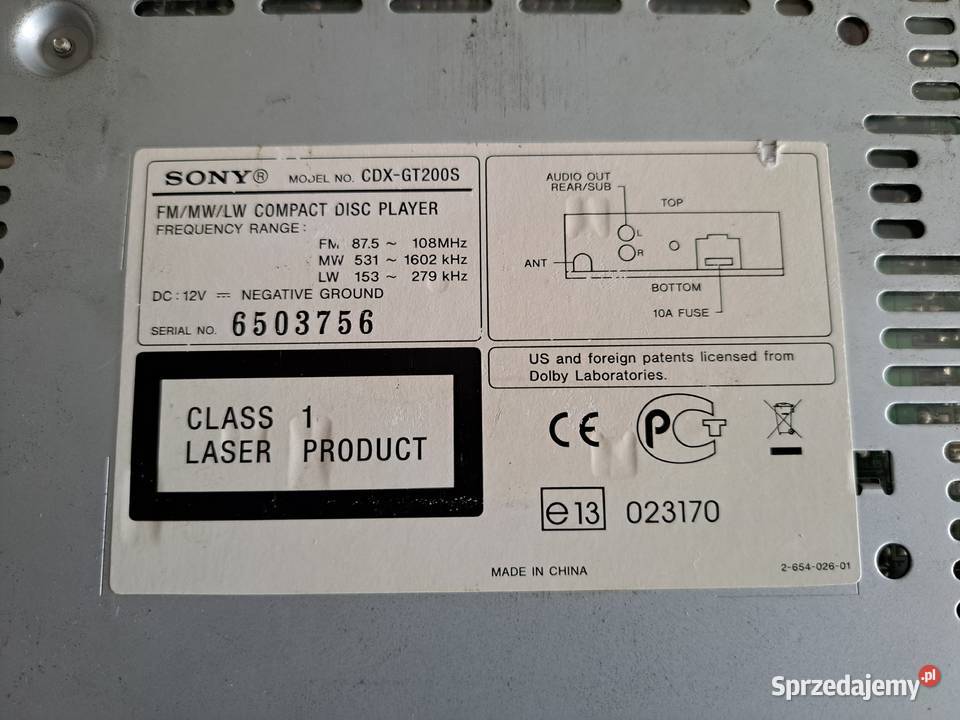 SONY® MODEL NO. CDX-GT200S
FM/MW/LW COMPACT DISC PLAYER
FREQUENCY RANGE:
FM 87.5 ~ 108MHz
MW 531 ~ 1602 kHz
LW 153 ~ 279 kHz
DC : 12V ⎓ NEGATIVE GROUND
SERIAL NO. 6503756
CLASS 1
LASER PRODUCT
AUDIO OUT
REAR/SUB
TOP
L
R
ANT
BOTTOM
10A FUSE
US and foreign patents licensed from
Dolby Laboratories.
CE PCT
e13 023170
MADE IN CHINA
2-654-026-01
Sprzedajemy.pl